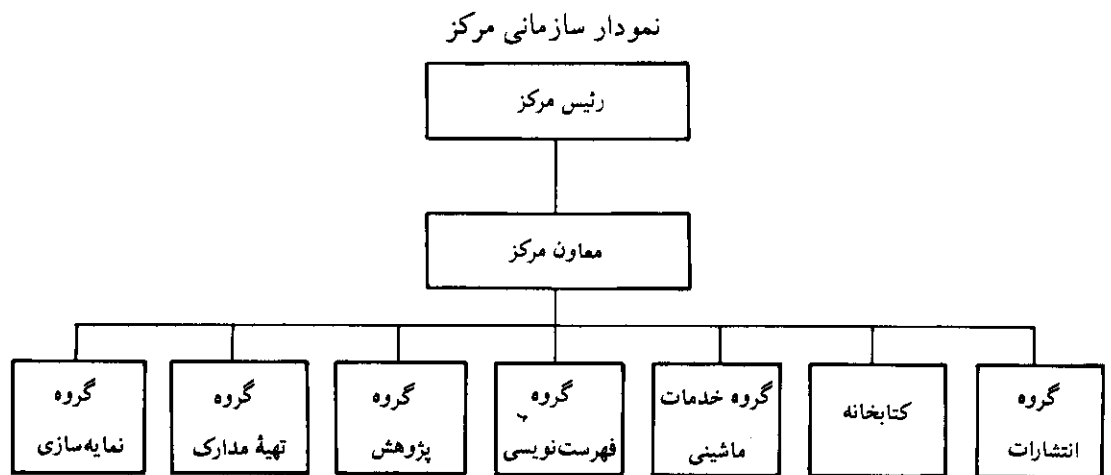 نمودار سازمانی مرکز
رئیس مرکز
معاون مرکز
گروه
انتشارات
کتابخانه
گروه خدمات
ماشینی
گروه
فهرست‌نویسی
گروه
پژوهش
گروه
تهیهٔ مدارک
گروه
نمایه‌سازی